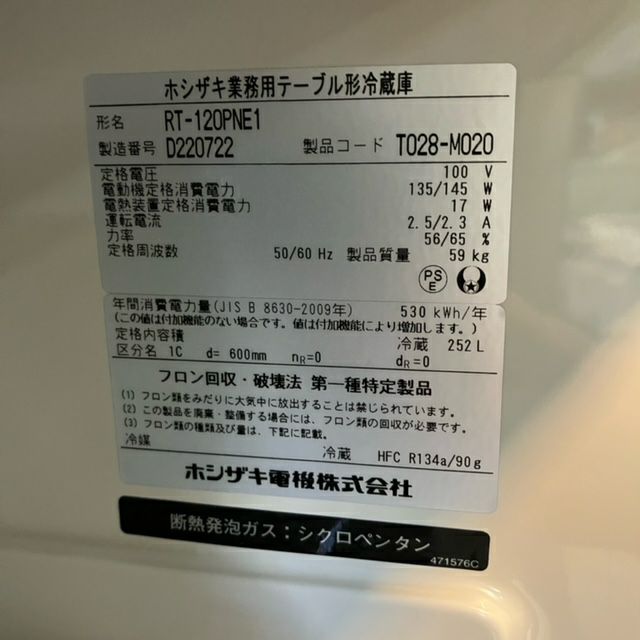 ホシザキ業務用テーブル形冷蔵庫
形名 RT-120PNE1
製造番号 D220722 製品コード T028-M020
定格電圧 100 V
電動機定格消費電力 135/145 W
電熱装置定格消費電力 17 W
運転電流 2.5/2.3 A
力率 56/65 %
定格周波数 50/60 Hz 製品質量 59 kg
PS
E
年間消費電力量(JIS B 8630-2009年) 530 kWh/年
(この値は付加機能のない場合です。値は付加機能により増加します。)
定格内容積 冷蔵 252 L
区分名 1C d= 600mm nR=0 dR=0
フロン回収・破壊法 第一種特定製品
(1) フロン類をみだりに大気中に放出することは禁じられています。
(2) この製品を廃棄・整備する場合には、フロン類の回収が必要です。
(3) フロン類の種類及び量は、下記に記載。
冷媒 冷蔵 HFC R134a/90g
ホシザキ電機株式会社
断熱発泡ガス:シクロペンタン
471576C